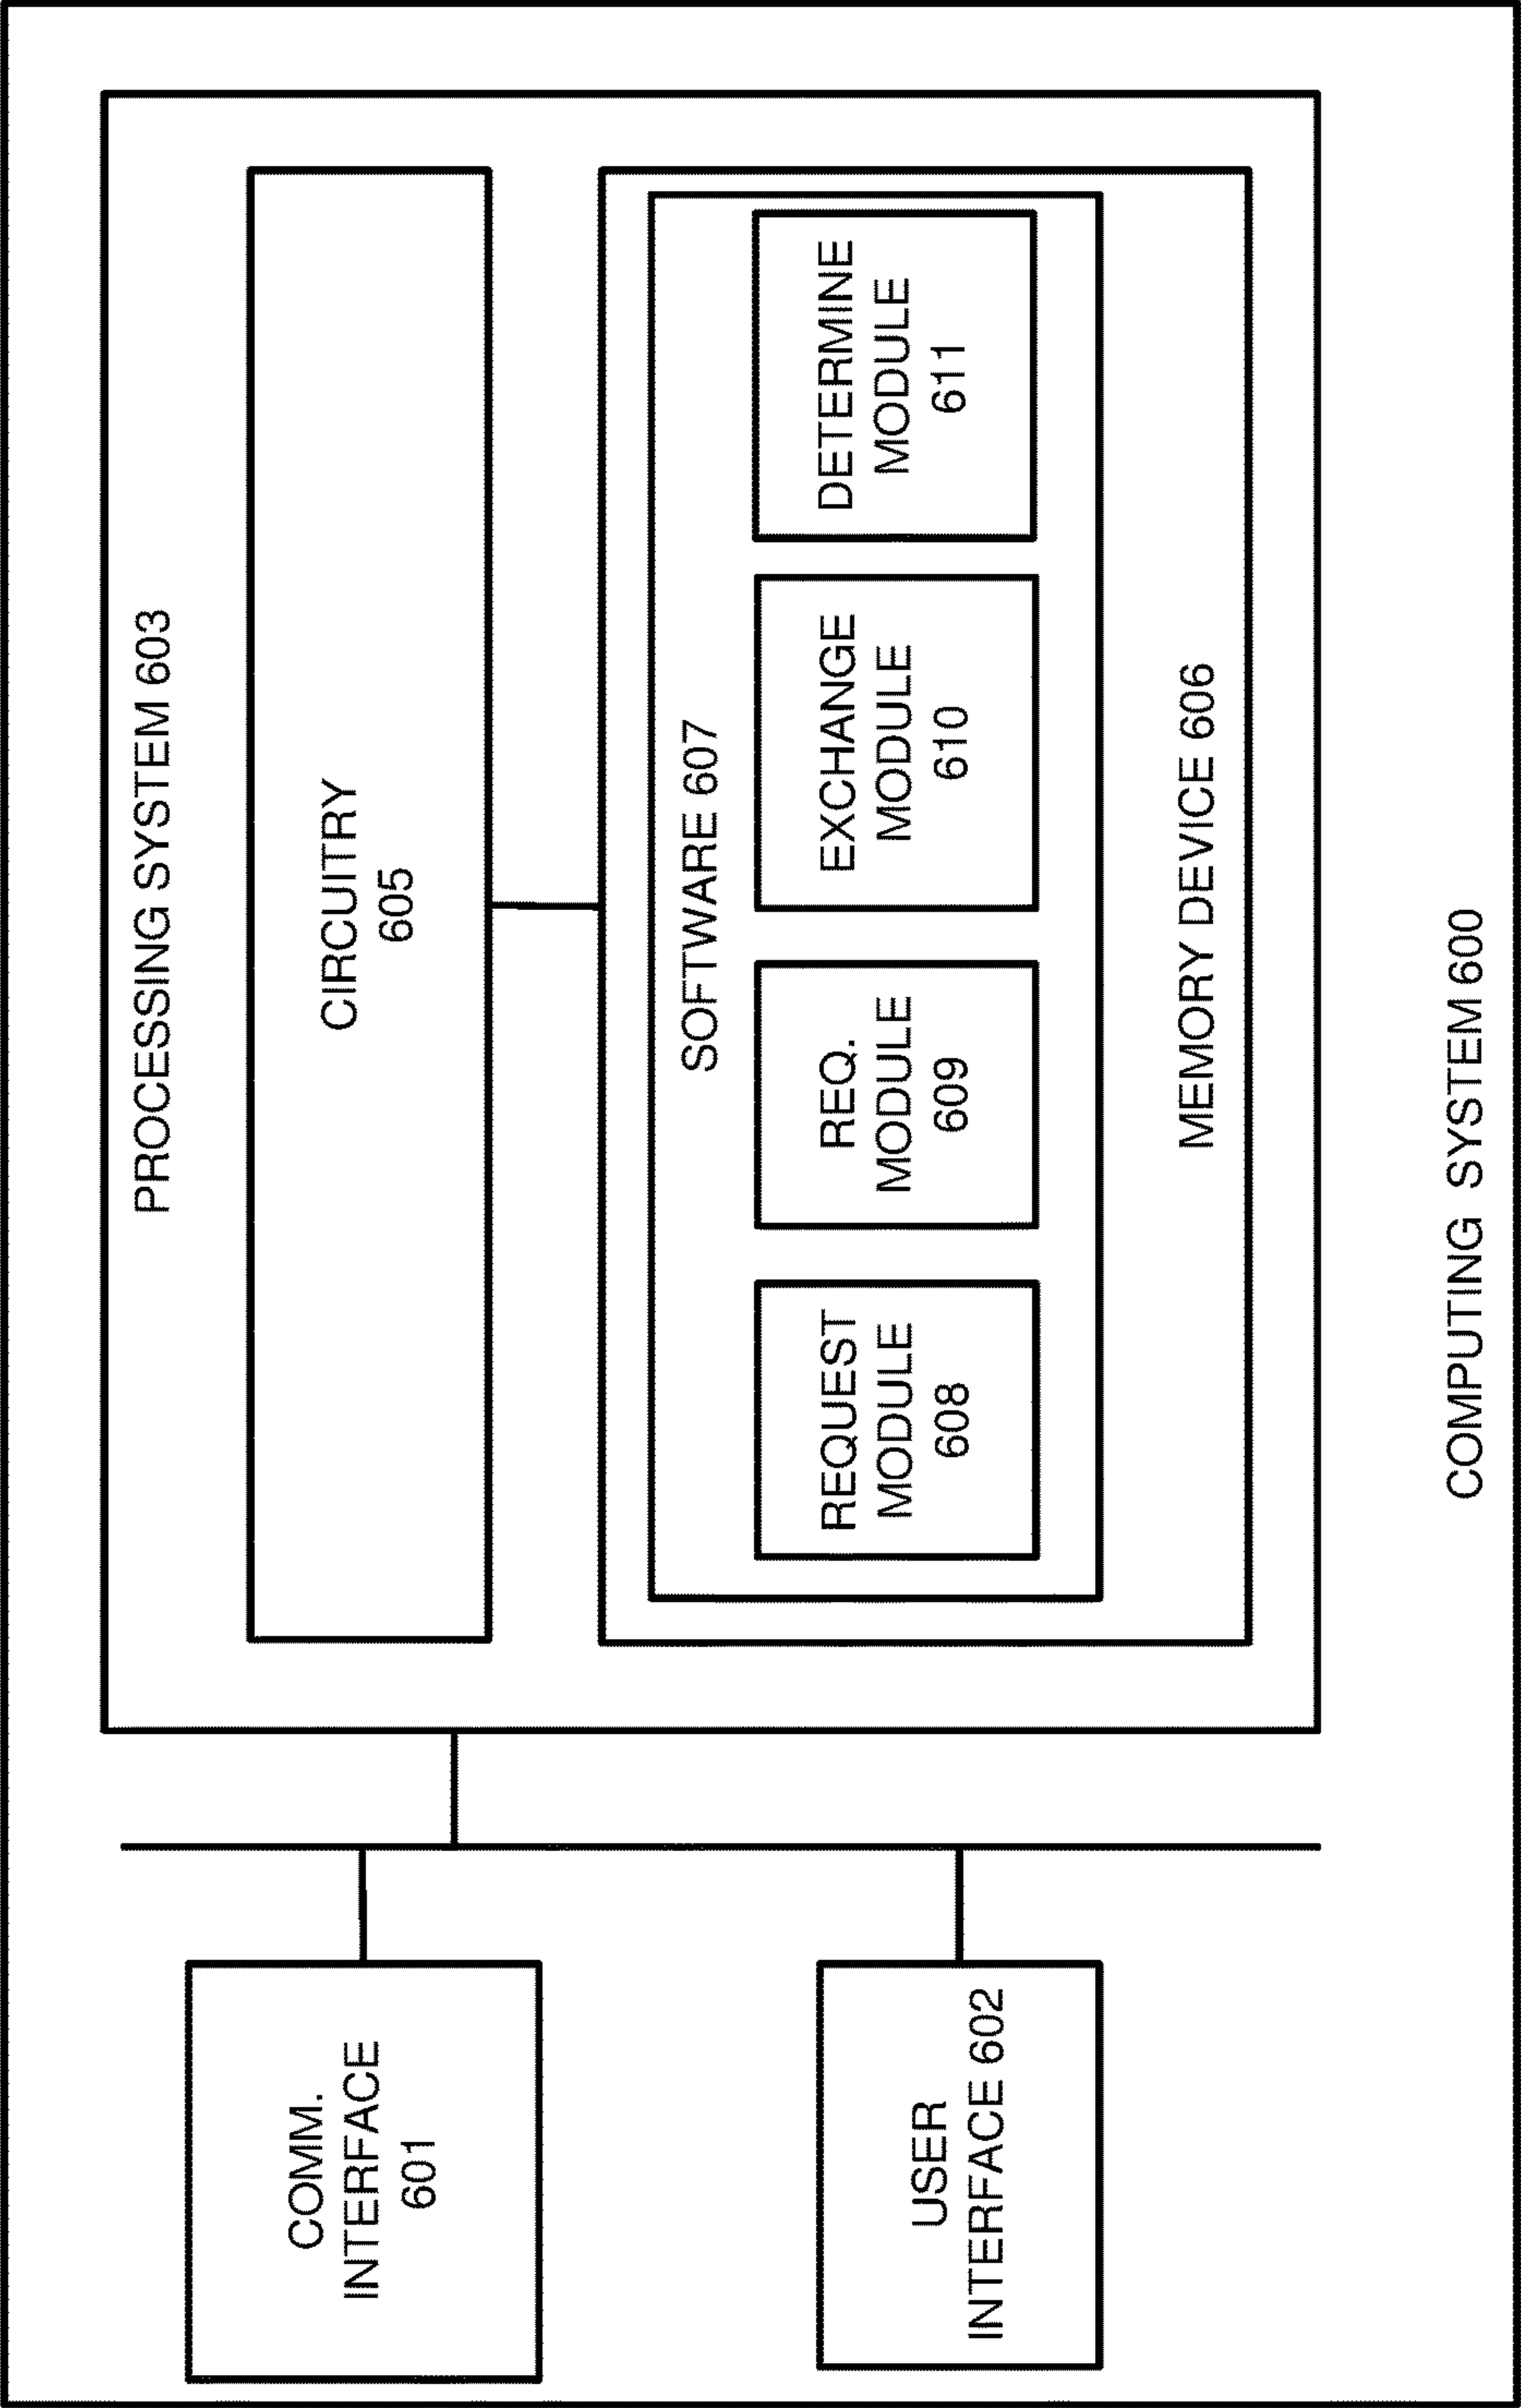 PROCESSING SYSTEM 603
COMM.
INTERFACE
601
CIRCUITRY
605
SOFTWARE 607
USER
INTERFACE 602
REQUEST
MODULE
608
REQ.
MODULE
609
EXCHANGE
MODULE
610
DETERMINE
MODULE
611
MEMORY DEVICE 606
COMPUTING SYSTEM 600